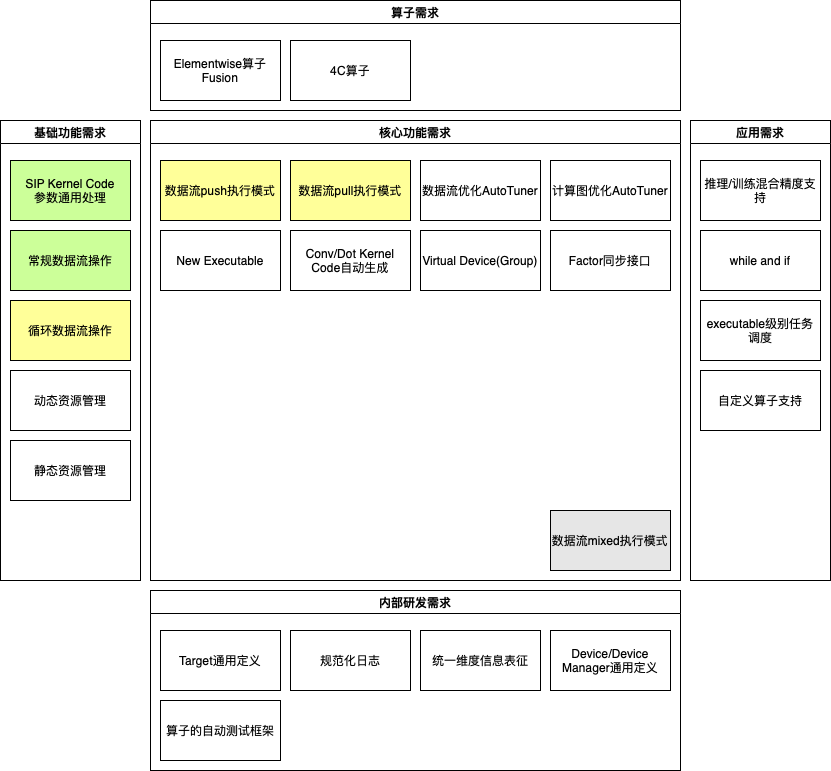 算子需求
Elementwise算子
Fusion
4C算子
基础功能需求
SIP Kernel Code
参数通用处理
常规数据流操作
循环数据流操作
动态资源管理
静态资源管理
核心功能需求
数据流push执行模式
数据流pull执行模式
数据流优化AutoTuner
计算图优化AutoTuner
New Executable
Conv/Dot Kernel
Code自动生成
Virtual Device(Group)
Factor同步接口
数据流mixed执行模式
应用需求
推理/训练混合精度支
持
while and if
executable级别任务
调度
自定义算子支持
内部研发需求
Target通用定义
规范化日志
统一维度信息表征
Device/Device
Manager通用定义
算子的自动测试框架